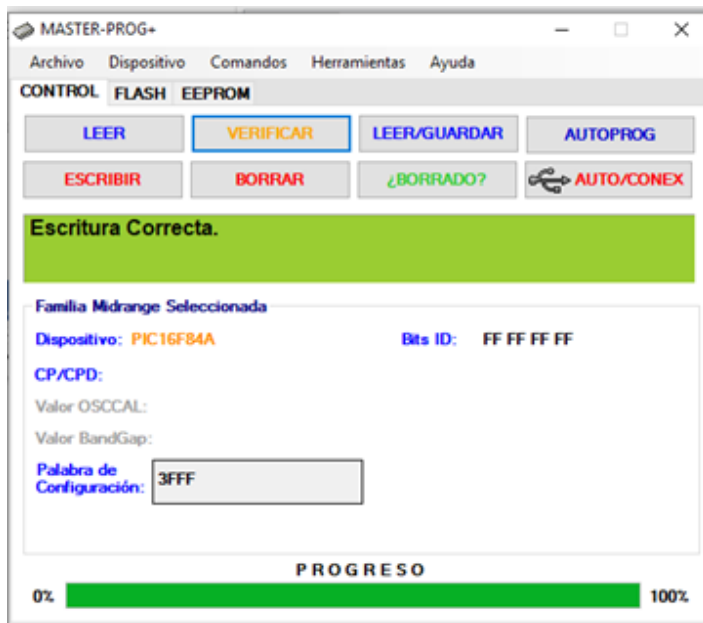 MASTER-PROG+
Archivo Dispositivo Comandos Herramientas Ayuda
CONTROL FLASH EEPROM
LEER VERIFICAR LEER/GUARDAR AUTOPROG
ESCRIBIR BORRAR ¿BORRADO? AUTO/CONEX
Escritura Correcta.
Familia Midrange Seleccionada
Dispositivo: PIC16F84A Bits ID: FF FF FF FF
CP/CPD:
Valor OSCCAL:
Valor BandGap:
Palabra de
Configuración: 3FFF
PROGRESO
0% 100%